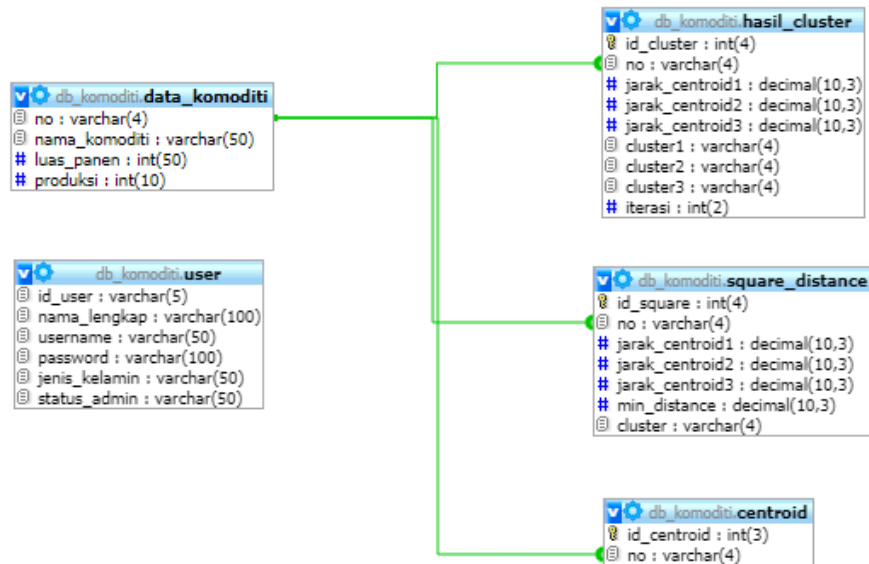 db_komoditi.data_komoditi
no : varchar(4)
nama_komoditi : varchar(50)
# luas_panen : int(50)
# produksi : int(10)
db_komoditi.user
id_user : varchar(5)
nama_lengkap : varchar(100)
username : varchar(50)
password : varchar(100)
jenis_kelamin : varchar(50)
status_admin : varchar(50)
db_komoditi.hasil_cluster
id_cluster : int(4)
no : varchar(4)
# jarak_centroid1 : decimal(10,3)
# jarak_centroid2 : decimal(10,3)
# jarak_centroid3 : decimal(10,3)
cluster1 : varchar(4)
cluster2 : varchar(4)
cluster3 : varchar(4)
# iterasi : int(2)
db_komoditi.square_distance
id_square : int(4)
no : varchar(4)
# jarak_centroid1 : decimal(10,3)
# jarak_centroid2 : decimal(10,3)
# jarak_centroid3 : decimal(10,3)
# min_distance : decimal(10,3)
cluster : varchar(4)
db_komoditi.centroid
id_centroid : int(3)
no : varchar(4)